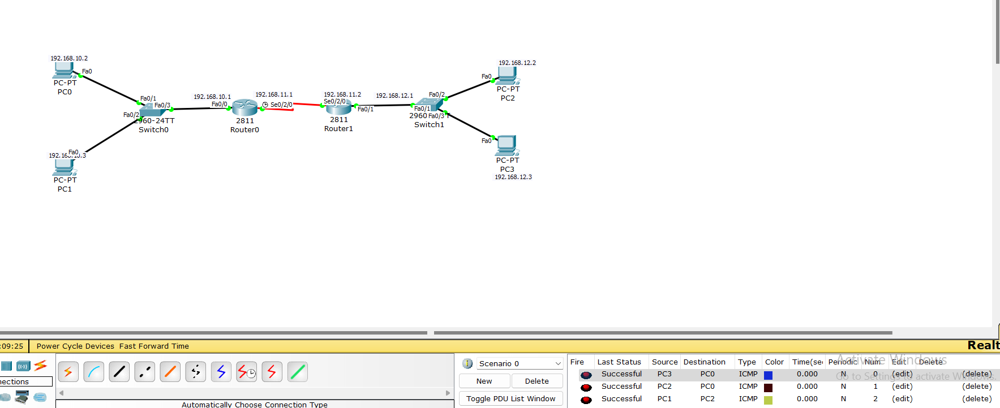 192.168.10.2
Fa0
PC-PT
PC0
192.168.12.2
Fa0
PC-PT
PC2
Fa0/1
Fa0/3
Fa0/2
2960-24TT
Switch0
192.168.10.1
Fa0/0
2811
Router0
192.168.11.1
Se0/2/0
192.168.11.2
Se0/2/0
Fa0/1
2811
Router1
192.168.12.1
Fa0/2
Fa0/1
2960
Fa0/3
T
Switch1
Fa0
PC-PT
PC1
Fa0
PC-PT
PC3
192.168.12.3
:09:25
Power Cycle Devices Fast Forward Time
Realt
nections
Automatically Choose Connection Type
Scenario 0
New
Delete
Toggle PDU List Window
Fire Last Status Source Destination Type Color Time(sec Periodic Num Edit Delete
Successful PC3 PC0 ICMP 0.000 N 0 (edit) (delete)
Successful PC2 PC0 ICMP 0.000 N 1 (edit) (delete)
Successful PC1 PC2 ICMP 0.000 N 2 (edit) (delete)
Activate Windows
Go to Settings to activate Windows.